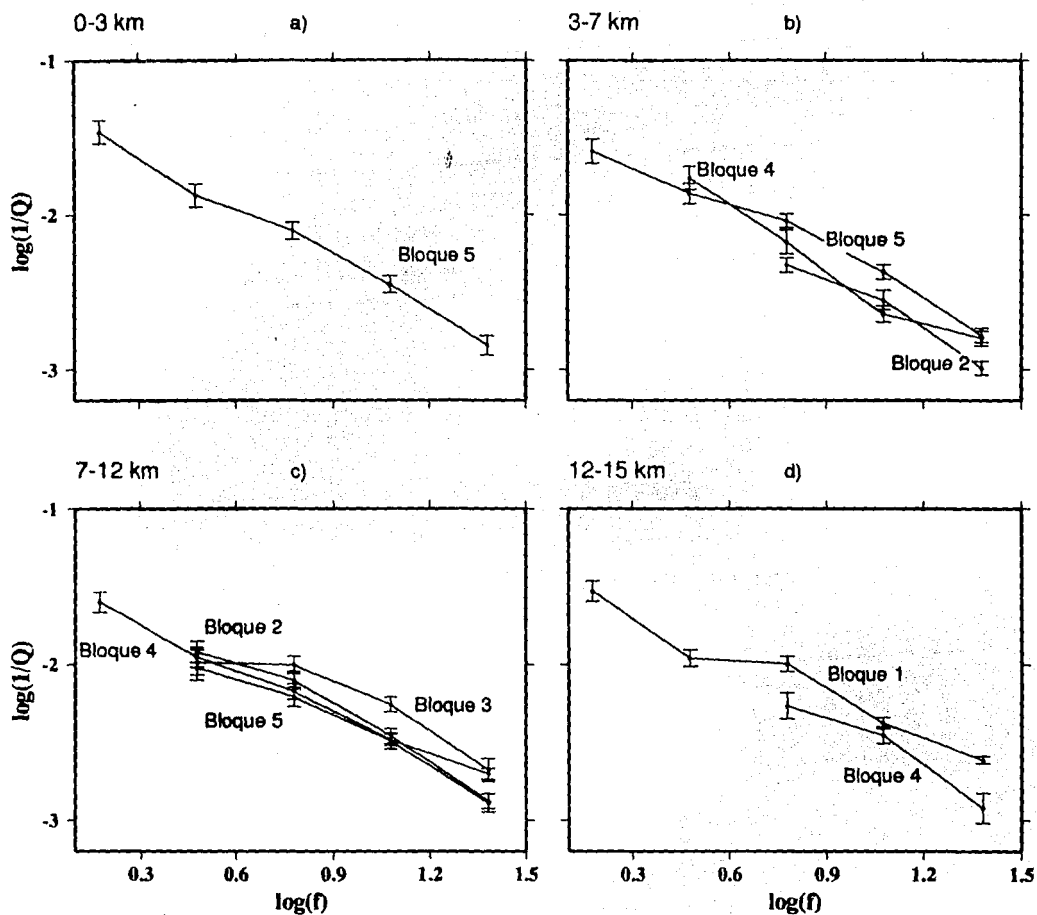 0-3 km
a)
3-7 km
b)
-1
-2
-3
log(1/Q)
Bloque 5
Bloque 4
Bloque 5
Bloque 2
7-12 km
c)
12-15 km
d)
-1
-2
-3
log(1/Q)
Bloque 2
Bloque 4
Bloque 3
Bloque 5
Bloque 1
Bloque 4
0.3 0.6 0.9 1.2 1.5
log(f)
0.3 0.6 0.9 1.2 1.5
log(f)